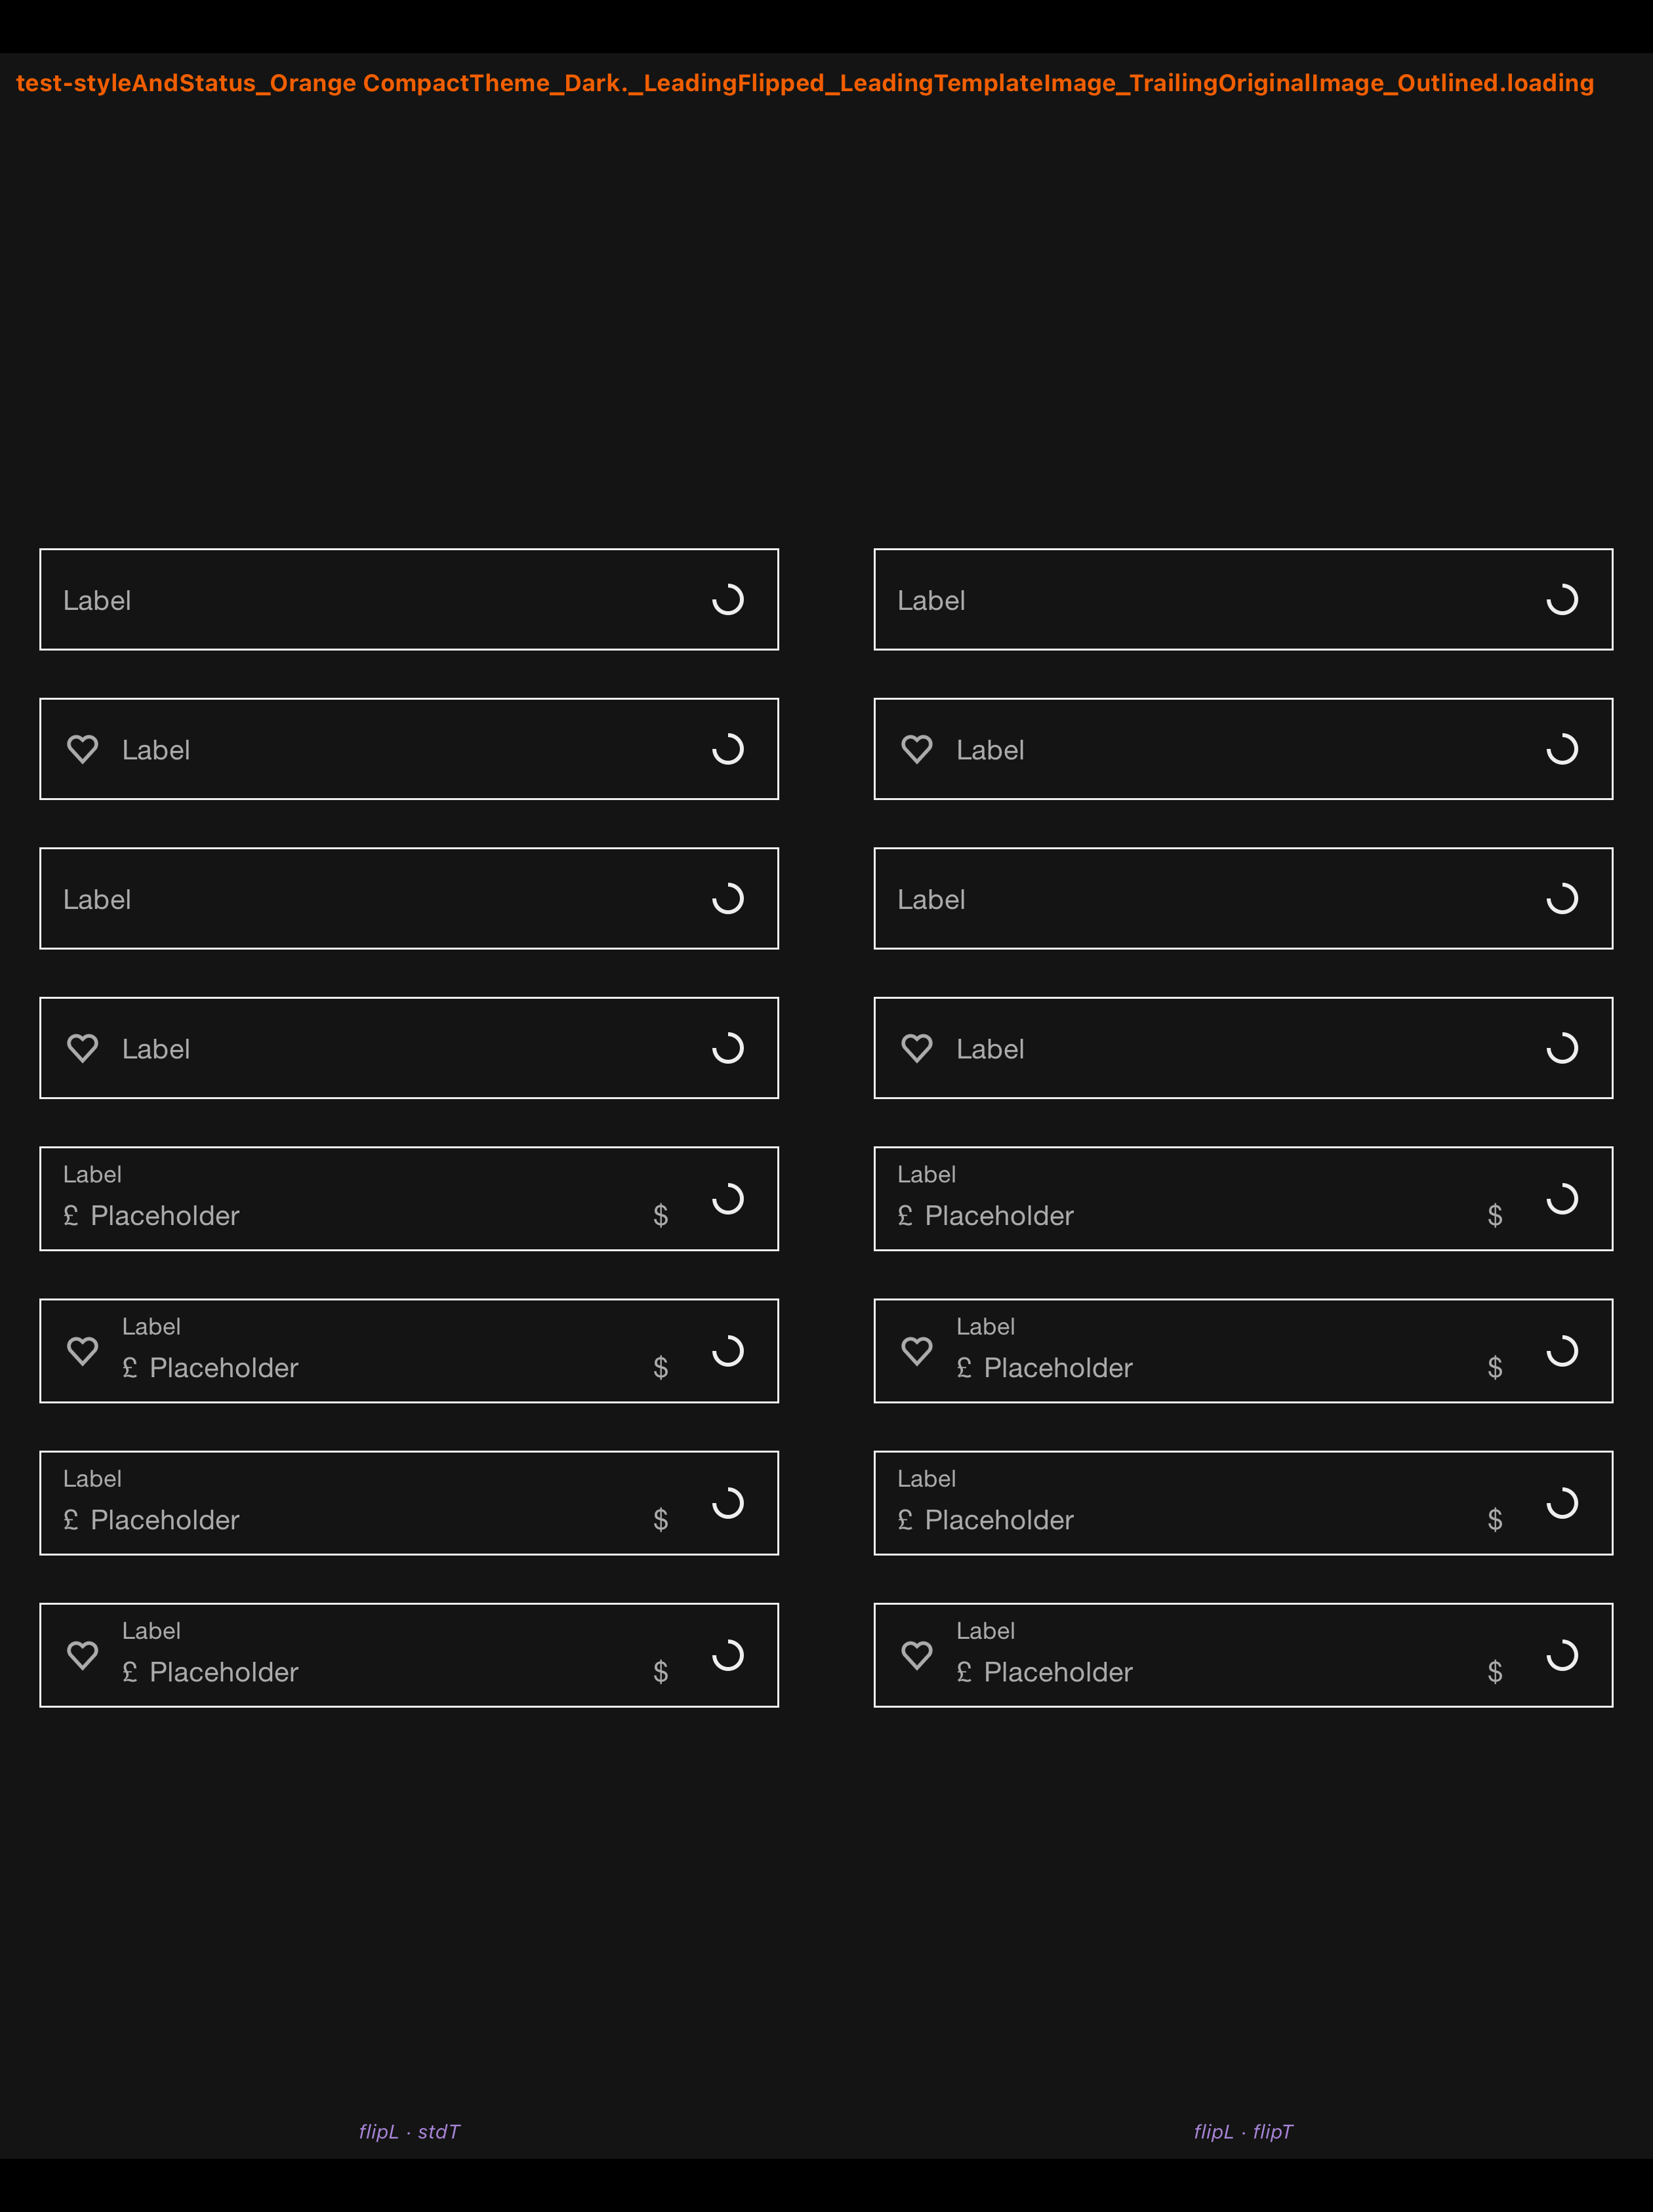 test-styleAndStatus_Orange CompactTheme_Dark._LeadingFlipped_LeadingTemplateImage_TrailingOriginalImage_Outlined.loading
Label
Label
Label
Label
Label
Label
Label
Label
Label
£ Placeholder $
Label
£ Placeholder $
Label
£ Placeholder $
Label
£ Placeholder $
Label
£ Placeholder $
Label
£ Placeholder $
Label
£ Placeholder $
Label
£ Placeholder $
flipL · stdT
flipL · flipT